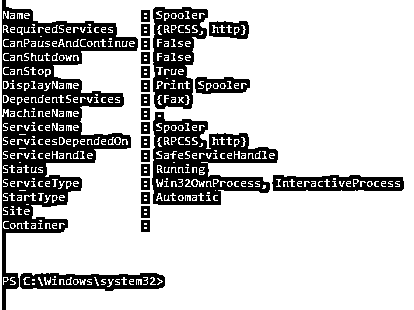 Name                : Spooler
RequiredServices    : {RPCSS, http}
CanPauseAndContinue : False
CanShutdown         : False
CanStop             : True
DisplayName         : Print Spooler
DependentServices   : {Fax}
MachineName         : .
ServiceName         : Spooler
ServicesDependedOn  : {RPCSS, http}
ServiceHandle       : SafeServiceHandle
Status              : Running
ServiceType         : Win32OwnProcess, InteractiveProcess
StartType           : Automatic
Site                :
Container           :
PS C:\Windows\system32>